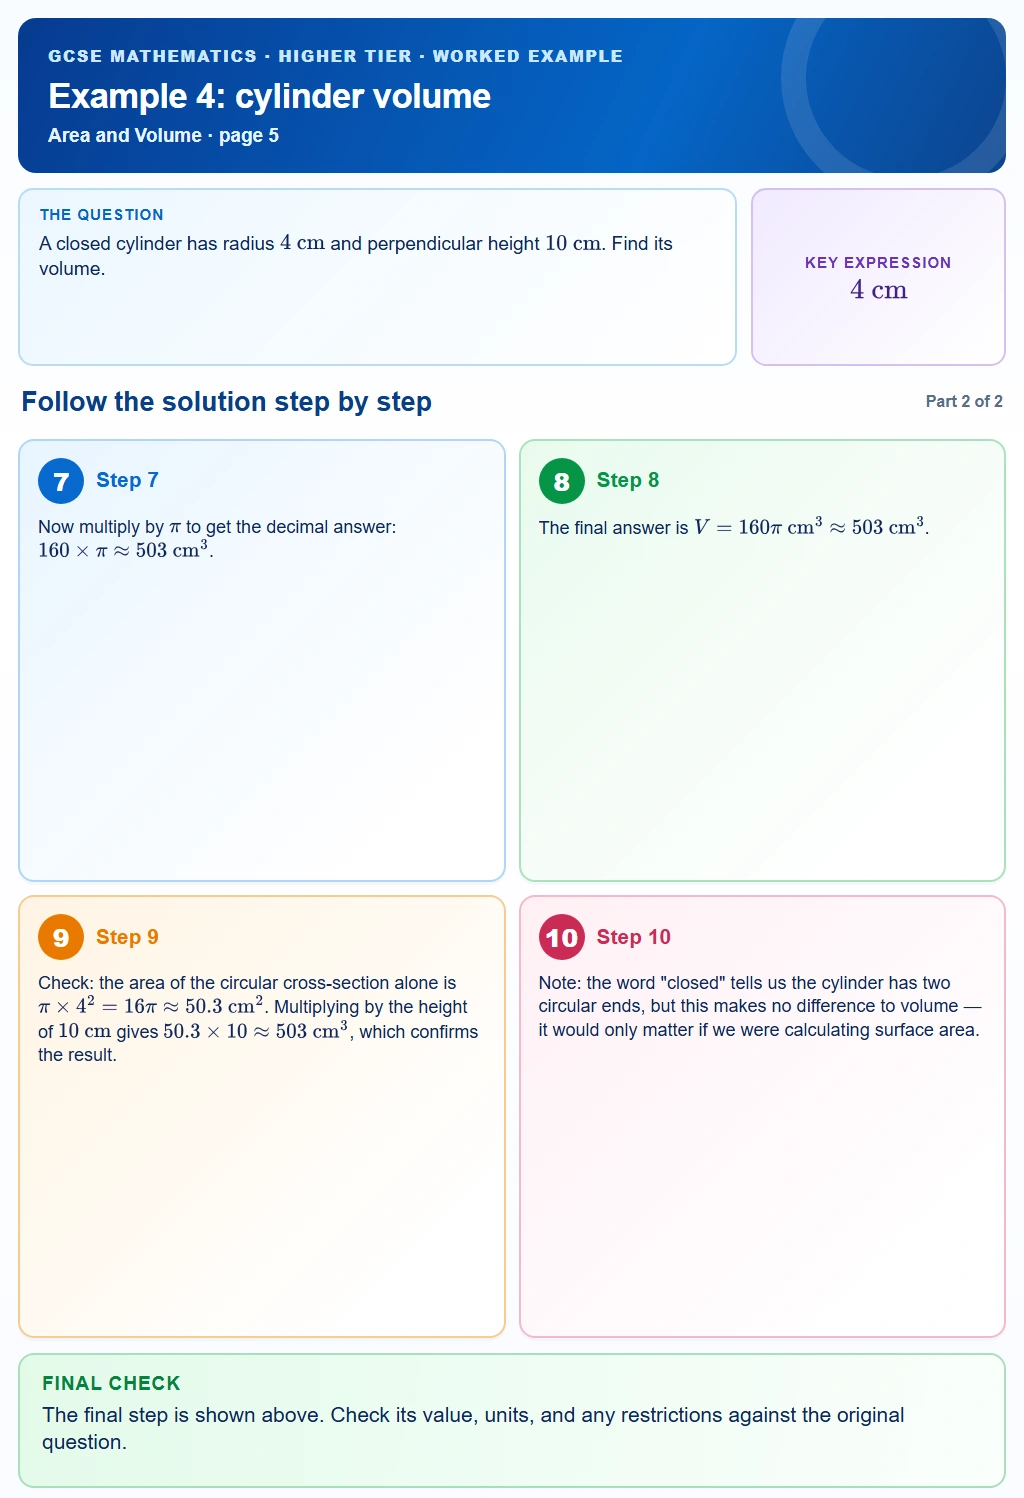 GCSE MATHEMATICS · HIGHER TIER · WORKED EXAMPLE
Example 4: cylinder volume
Area and Volume · page 5
THE QUESTION
A closed cylinder has radius 4 cm and perpendicular height 10 cm. Find its
volume.
KEY EXPRESSION
4 cm
Follow the solution step by step
Part 2 of 2
7 Step 7
Now multiply by π to get the decimal answer:
160 × π ≈ 503 cm³.
8 Step 8
The final answer is V = 160π cm³ ≈ 503 cm³.
9 Step 9
Check: the area of the circular cross-section alone is
π × 4² = 16π ≈ 50.3 cm². Multiplying by the height
of 10 cm gives 50.3 × 10 ≈ 503 cm³, which confirms
the result.
10 Step 10
Note: the word "closed" tells us the cylinder has two
circular ends, but this makes no difference to volume —
it would only matter if we were calculating surface area.
FINAL CHECK
The final step is shown above. Check its value, units, and any restrictions against the original
question.